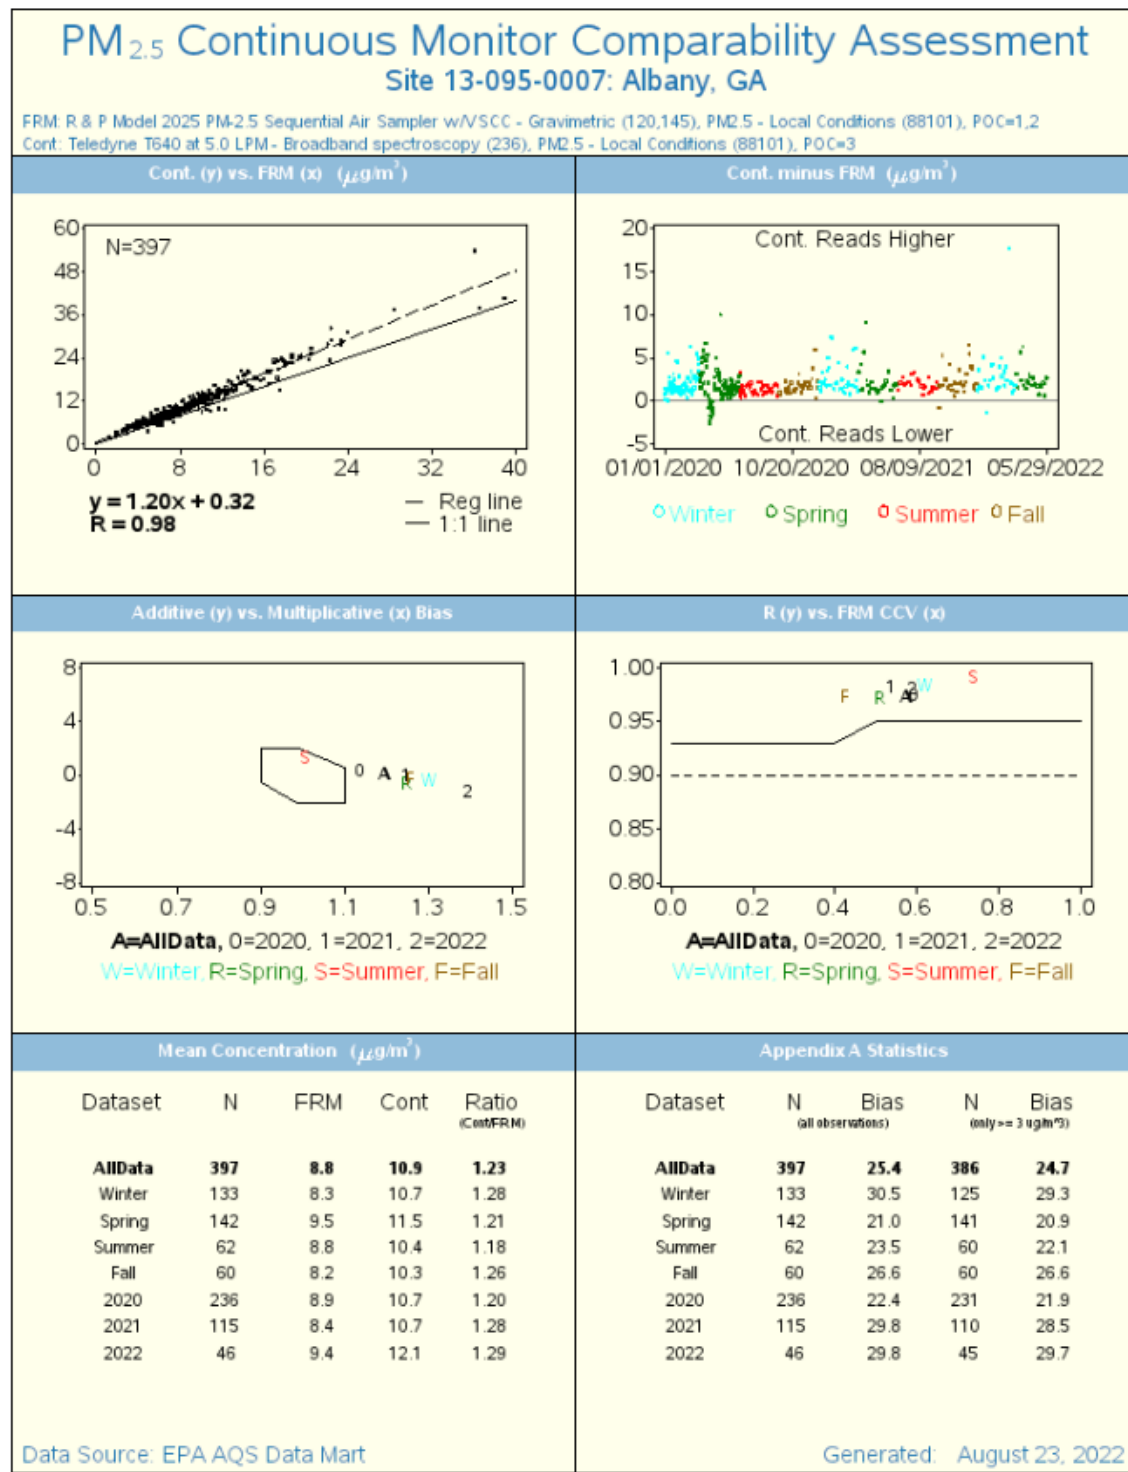 PM2.5 Continuous Monitor Comparability Assessment
Site 13-095-0007: Albany, GA
FRM: R & P Model 2025 PM-2.5 Sequential Air Sampler w/VSCC - Gravimetric (120,145), PM2.5 - Local Conditions (88101), POC=1,2
Cont: Teledyne T640 at 5.0 LPM - Broadband spectroscopy (236), PM2.5 - Local Conditions (88101), POC=3
Cont. (y) vs. FRM (x) (μg/m³)
60
48
36
24
12
0
N=397
0 8 16 24 32 40
y = 1.20x + 0.32
R = 0.98
Reg line
1:1 line
Cont. minus FRM (μg/m³)
20
15
10
5
0
-5
Cont. Reads Higher
Cont. Reads Lower
01/01/2020 10/20/2020 08/09/2021 05/29/2022
Winter Spring Summer Fall
Additive (y) vs. Multiplicative (x) Bias
8
4
0
-4
-8
S 0 A 1 F R W 2
0.5 0.7 0.9 1.1 1.3 1.5
A=AllData, 0=2020, 1=2021, 2=2022
W=Winter, R=Spring, S=Summer, F=Fall
R (y) vs. FRM CCV (x)
1.00
0.95
0.90
0.85
0.80
F R 1 A 2 0 W S
0.0 0.2 0.4 0.6 0.8 1.0
A=AllData, 0=2020, 1=2021, 2=2022
W=Winter, R=Spring, S=Summer, F=Fall
Mean Concentration (μg/m³)
Dataset N FRM Cont Ratio
(Cont/FRM)
AllData 397 8.8 10.9 1.23
Winter 133 8.3 10.7 1.28
Spring 142 9.5 11.5 1.21
Summer 62 8.8 10.4 1.18
Fall 60 8.2 10.3 1.26
2020 236 8.9 10.7 1.20
2021 115 8.4 10.7 1.28
2022 46 9.4 12.1 1.29
Appendix A Statistics
Dataset N Bias N Bias
(all observations) (only >= 3 ug/m^3)
AllData 397 25.4 386 24.7
Winter 133 30.5 125 29.3
Spring 142 21.0 141 20.9
Summer 62 23.5 60 22.1
Fall 60 26.6 60 26.6
2020 236 22.4 231 21.9
2021 115 29.8 110 28.5
2022 46 29.8 45 29.7
Data Source: EPA AQS Data Mart
Generated: August 23, 2022